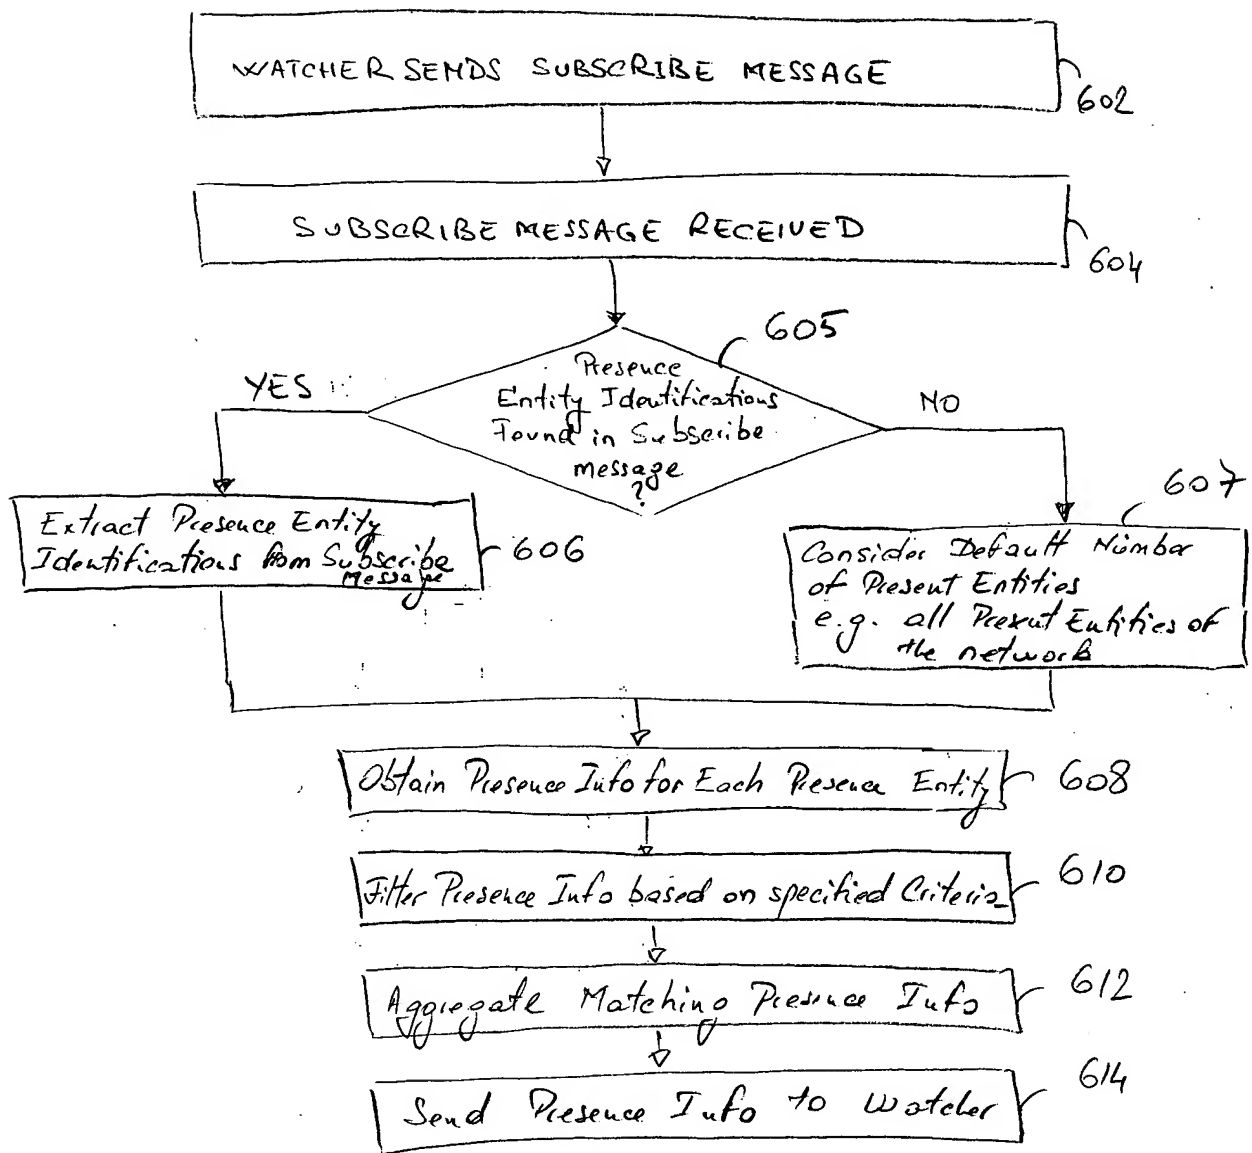 WATCHER SENDS SUBSCRIBE MESSAGE
602
SUBSCRIBE MESSAGE RECEIVED
604
605
Presence
Entity Identifications
Found in Subscribe
message
?
YES
NO
607
Extract Presence Entity
Identifications from Subscribe
Message
606
Consider Default Number
of Present Entities
e.g. all Present Entities of
the network
Obtain Presence Info for Each Presence Entity
608
Filter Presence Info based on specified Criteria
610
Aggregate Matching Presence Info
612
Send Presence Info to Watcher
614